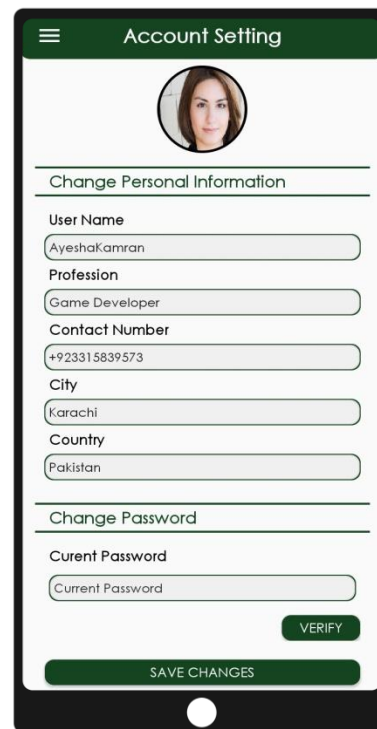 Account Setting
Change Personal Information
User Name
AyeshaKamran
Profession
Game Developer
Contact Number
+923315839573
City
Karachi
Country
Pakistan
Change Password
Curent Password
Current Password
VERIFY
SAVE CHANGES